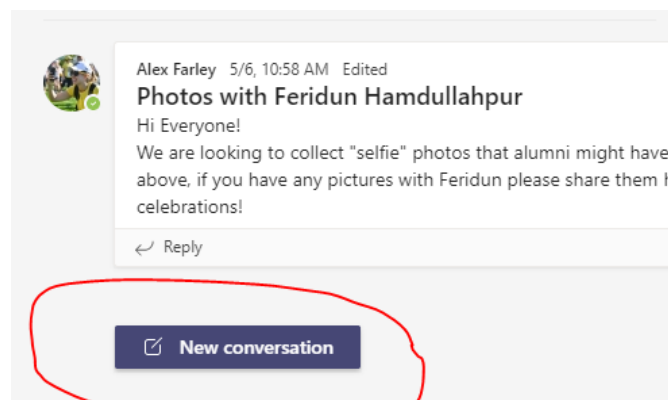 Alex Farley 5/6, 10:58 AM Edited
Photos with Feridun Hamdullahpur
Hi Everyone!
We are looking to collect "selfie" photos that alumni might have
above, if you have any pictures with Feridun please share them
celebrations!
Reply
New conversation